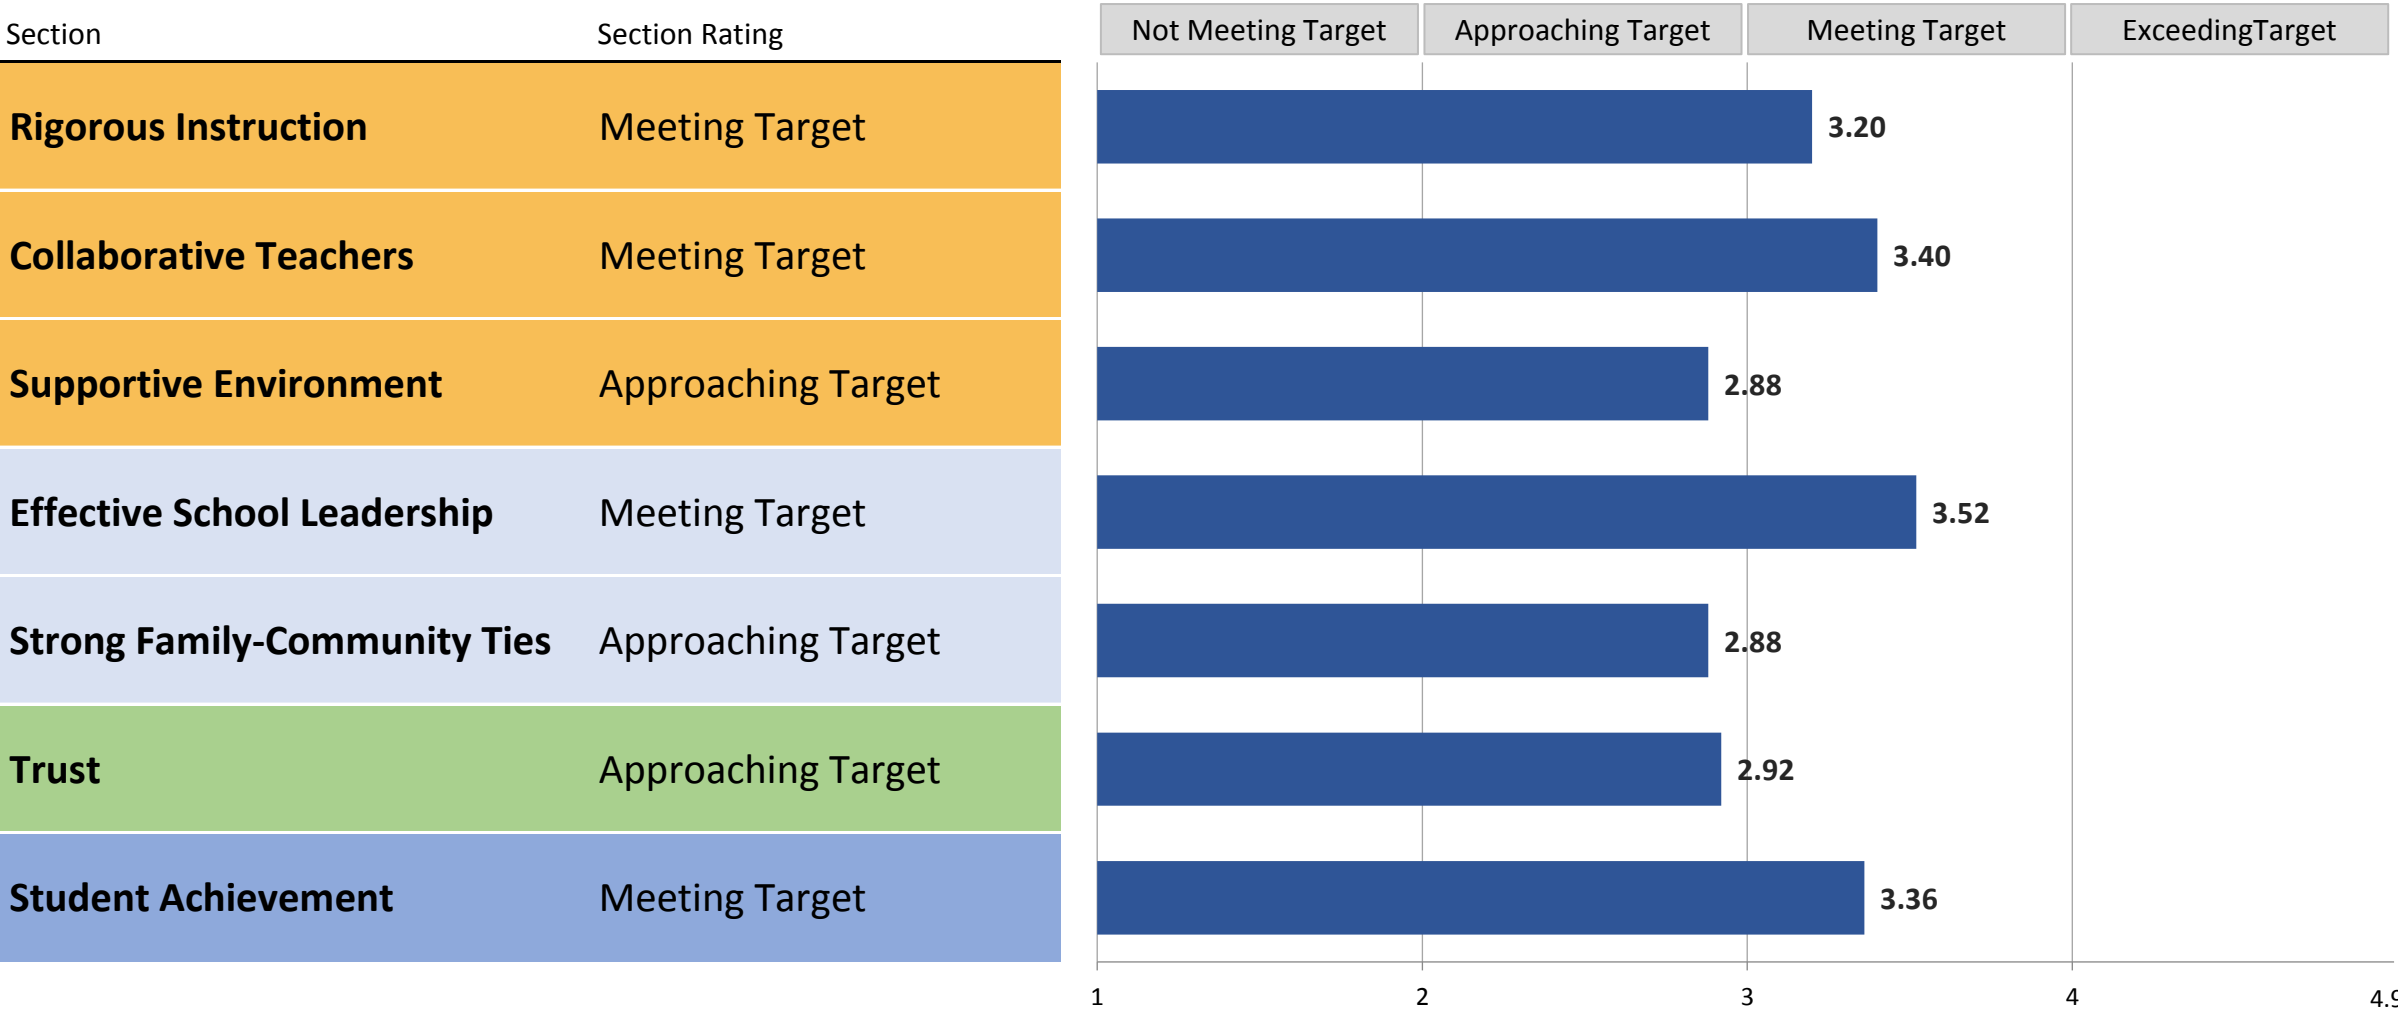 Section Section Rating Not Meeting Target Approaching Target Meeting Target ExceedingTarget
Rigorous Instruction Meeting Target 3.20
Collaborative Teachers Meeting Target 3.40
Supportive Environment Approaching Target 2.88
Effective School Leadership Meeting Target 3.52
Strong Family-Community Ties Approaching Target 2.88
Trust Approaching Target 2.92
Student Achievement Meeting Target 3.36
1 2 3 4 4.9